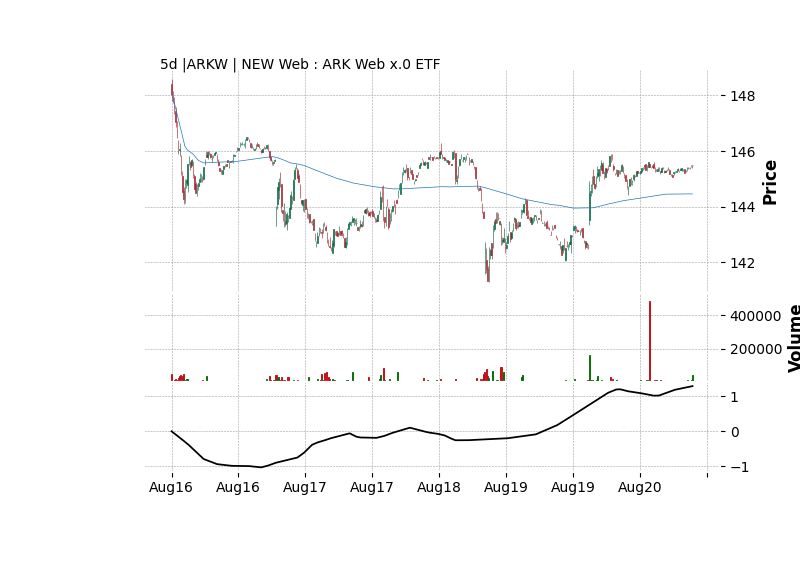 5d |ARKW | NEW Web : ARK Web x.0 ETF
148
146
144
142
Price
400000
200000
Volume
1
0
−1
Aug16 Aug16 Aug17 Aug17 Aug18 Aug19 Aug19 Aug20